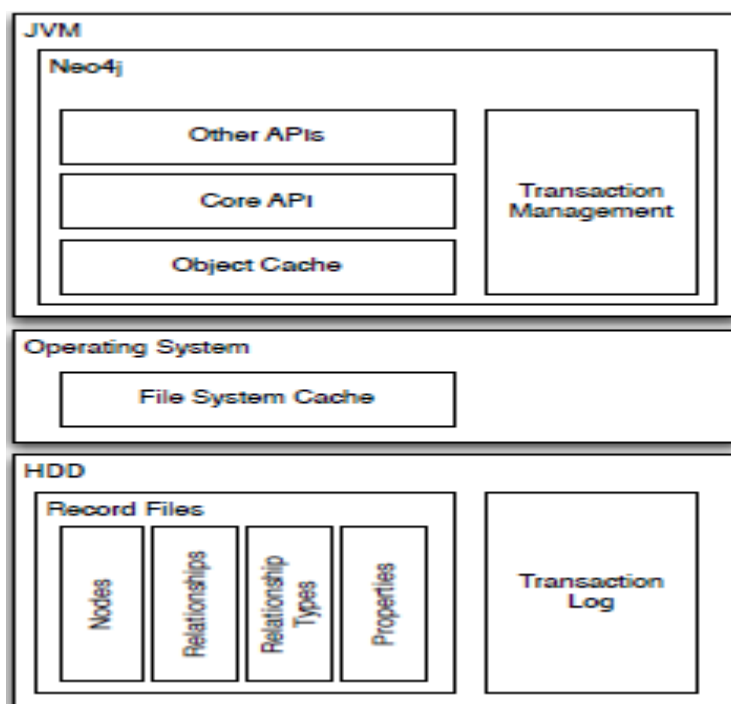 JVM
Neo4j
Other APIs
Core API
Object Cache
Transaction
Management
Operating System
File System Cache
HDD
Record Files
Nodes
Relationships
Relationship
Types
Properties
Transaction
Log